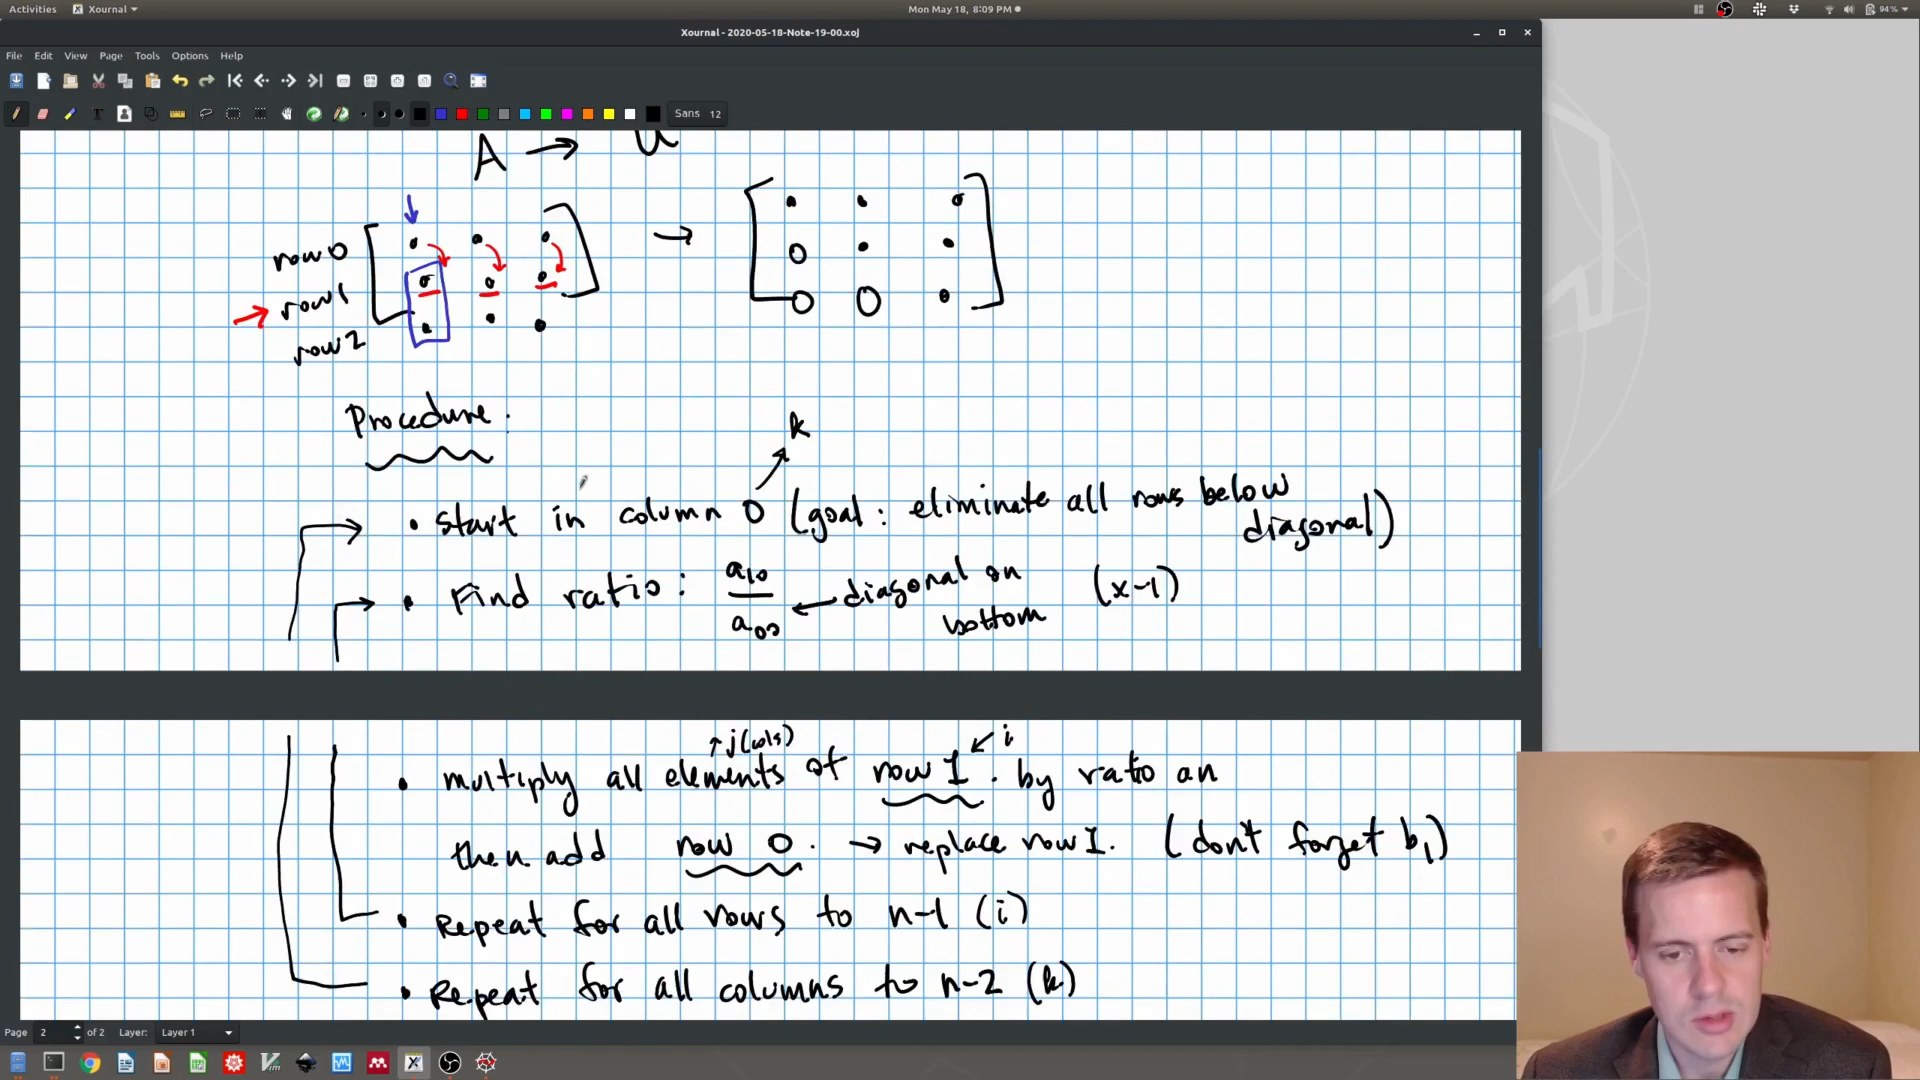 Activities Xournal Mon May 18, 8:09 PM 94%
Xournal - 2020-05-18-Note-19-00.xoj
File Edit View Page Tools Options Help
Sans 12
A → U
row 0
row 1
row 2
Procedure:
k
• Start in column 0 (goal: eliminate all rows below
diagonal)
• Find ratio: a10 / a00 ← diagonal on (x-1)
bottom
↑ j (cols) ↙ i
• multiply all elements of row 1. by ratio an
then add row 0. → replace row 1. (don't forget b1)
• Repeat for all rows to n-1 (i)
• Repeat for all columns to n-2 (k)
Page 2 of 2 Layer: Layer 1